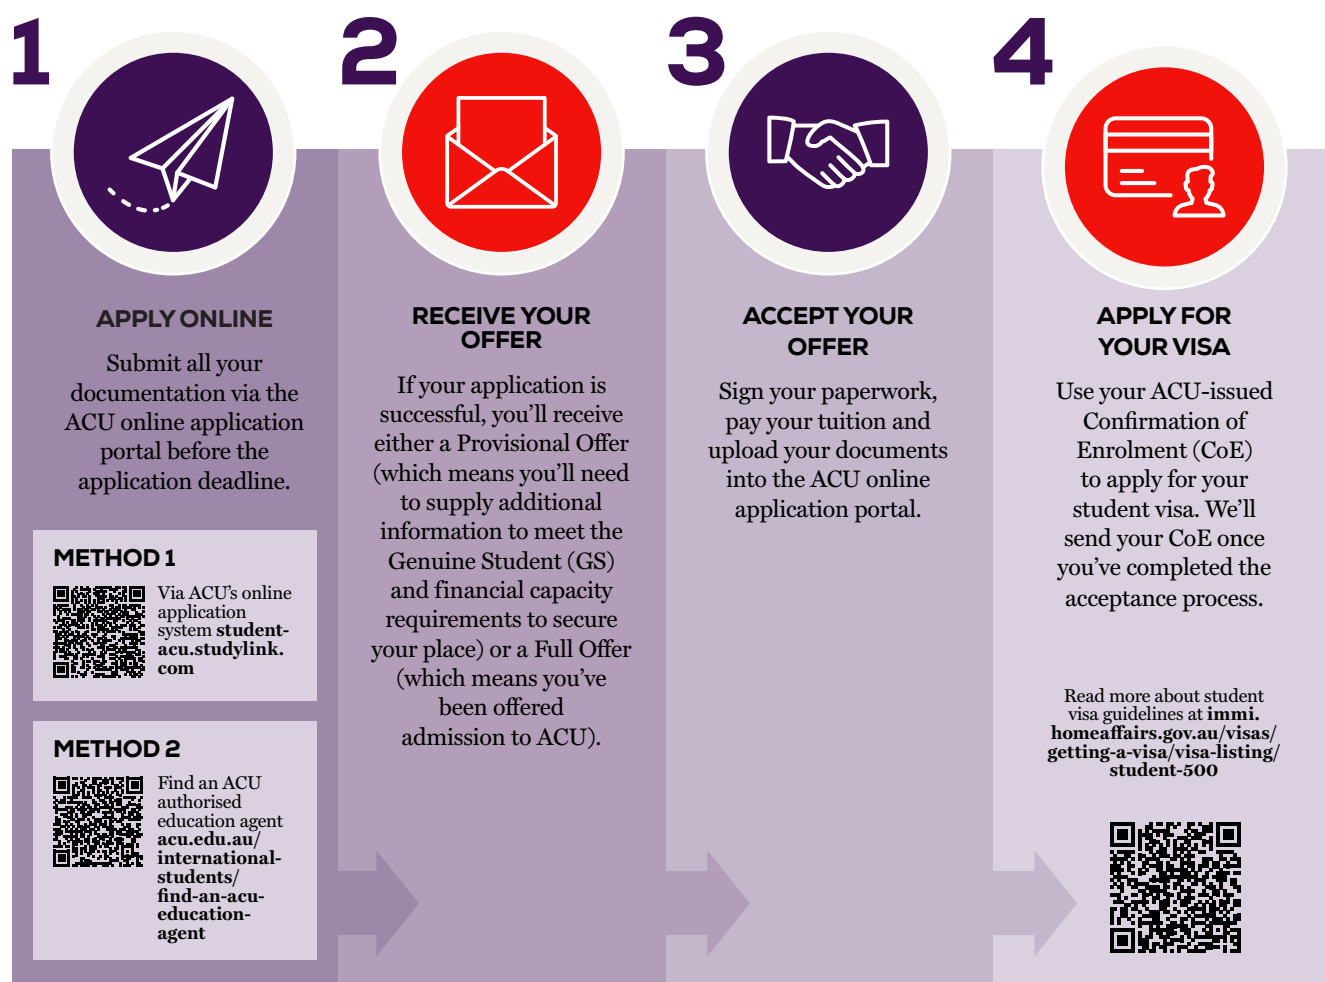 1
APPLY ONLINE
Submit all your
documentation via the
ACU online application
portal before the
application deadline.
METHOD 1
Via ACU's online
application
system student-
acu.studylink.
com
METHOD 2
Find an ACU
authorised
education agent
acu.edu.au/
international-
students/
find-an-acu-
education-
agent
2
RECEIVE YOUR
OFFER
If your application is
successful, you'll receive
either a Provisional Offer
(which means you'll need
to supply additional
information to meet the
Genuine Student (GS)
and financial capacity
requirements to secure
your place) or a Full Offer
(which means you've
been offered
admission to ACU).
3
ACCEPT YOUR
OFFER
Sign your paperwork,
pay your tuition and
upload your documents
into the ACU online
application portal.
4
APPLY FOR
YOUR VISA
Use your ACU-issued
Confirmation of
Enrolment (CoE)
to apply for your
student visa. We'll
send your CoE once
you've completed the
acceptance process.
Read more about student
visa guidelines at immi.
homeaffairs.gov.au/visas/
getting-a-visa/visa-listing/
student-500